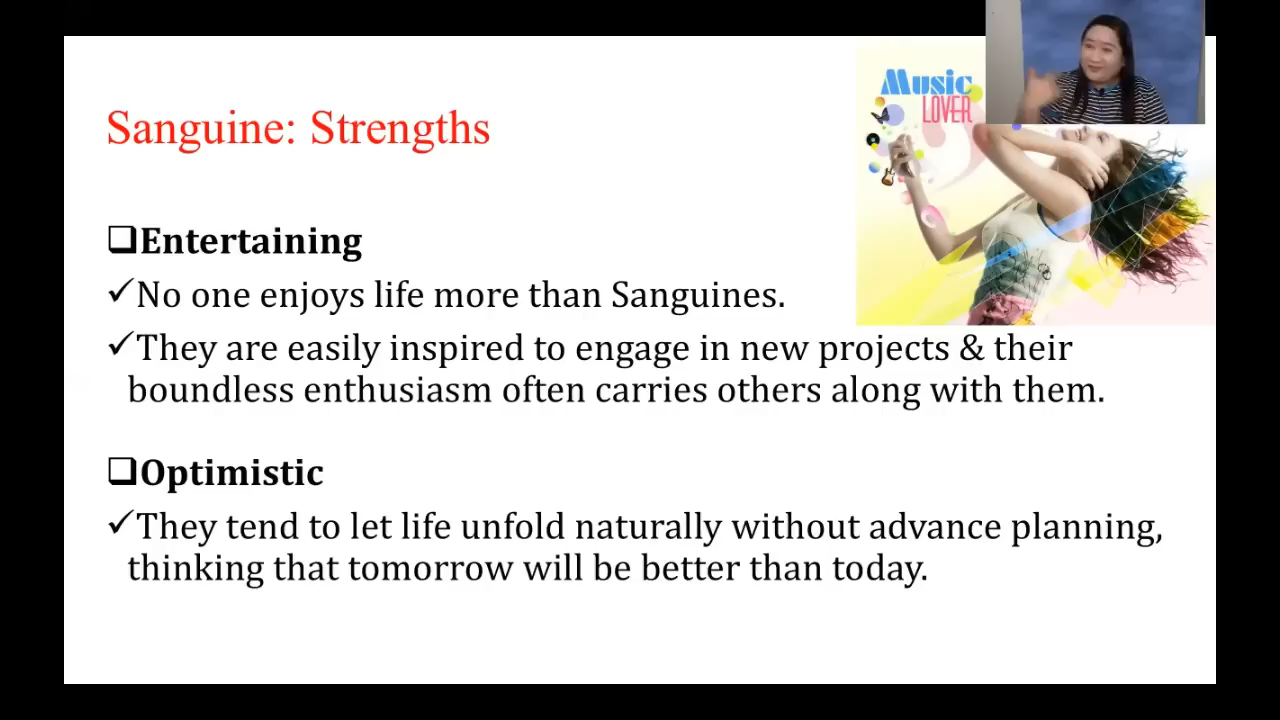 Music
LOVER
Sanguine: Strengths
❑Entertaining
✓No one enjoys life more than Sanguines.
✓They are easily inspired to engage in new projects & their
boundless enthusiasm often carries others along with them.
❑Optimistic
✓They tend to let life unfold naturally without advance planning,
thinking that tomorrow will be better than today.